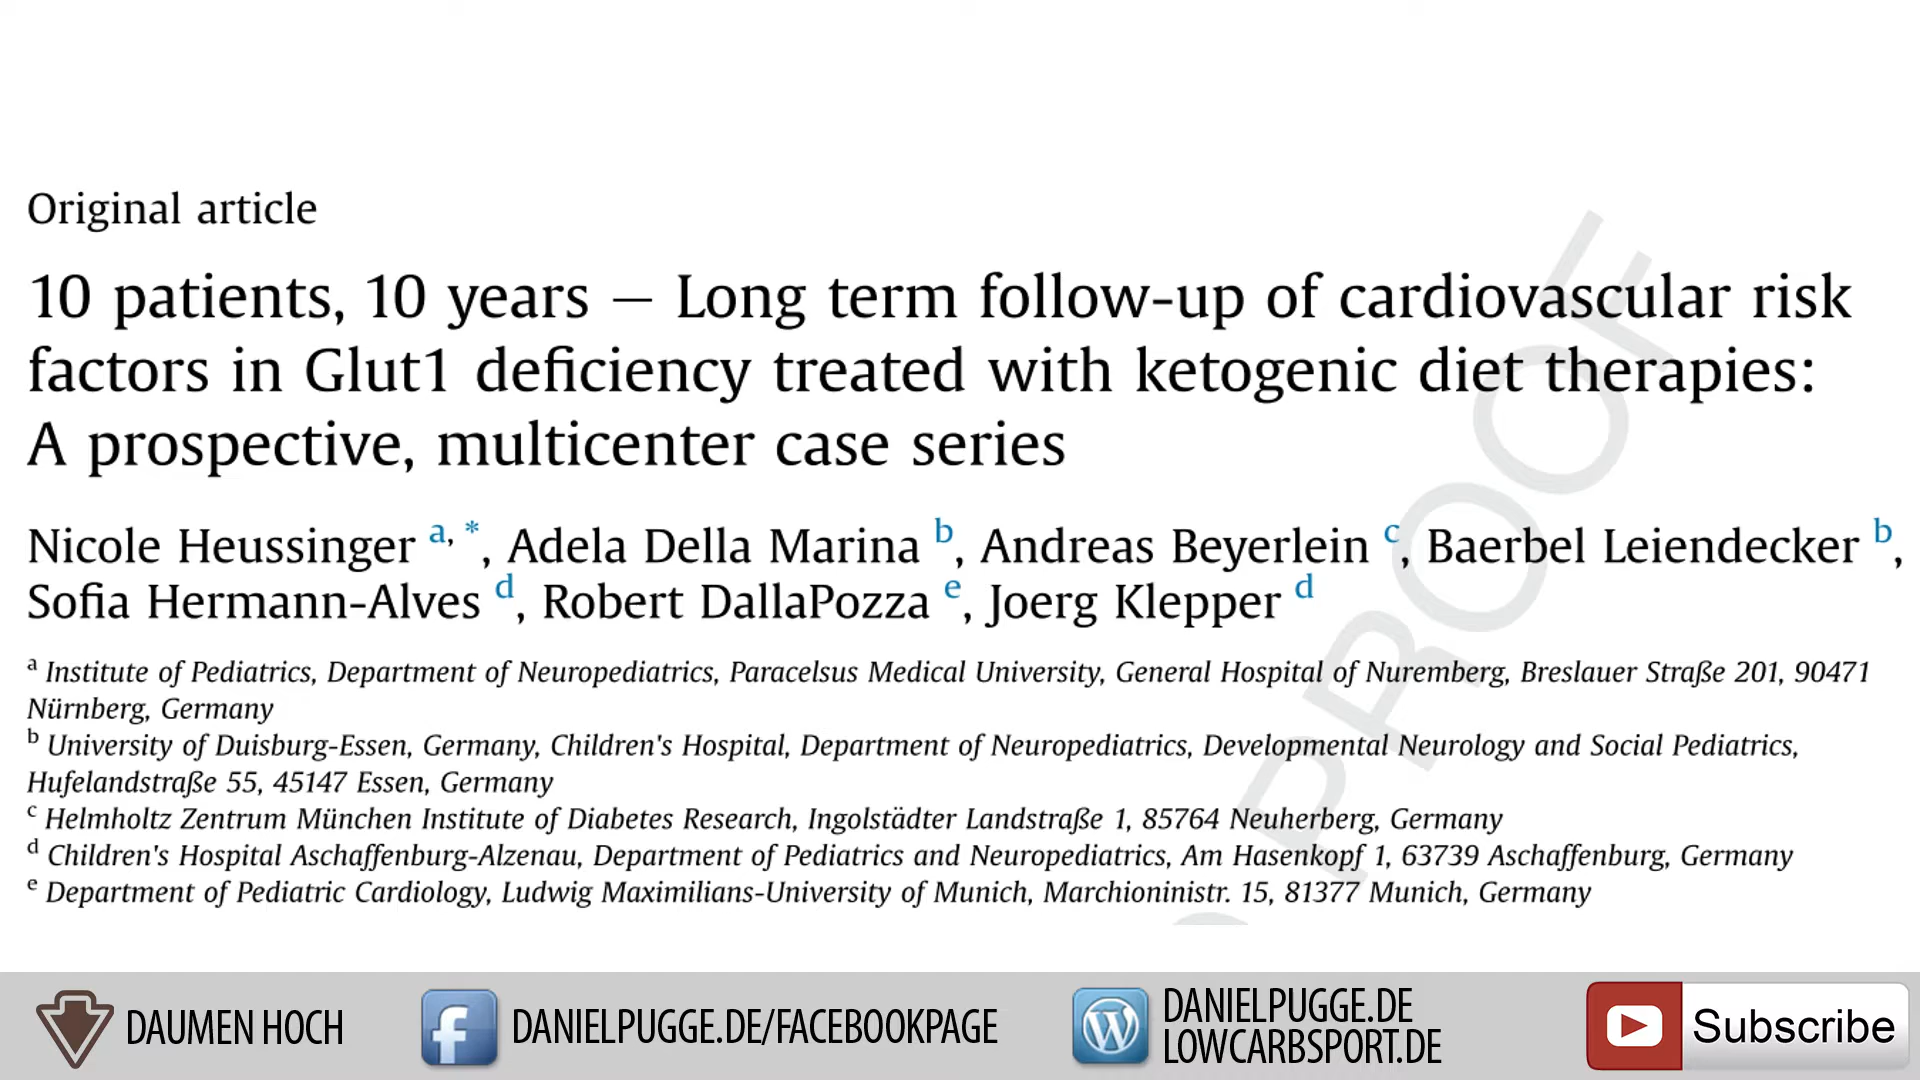 Original article
10 patients, 10 years — Long term follow-up of cardiovascular risk
factors in Glut1 deficiency treated with ketogenic diet therapies:
A prospective, multicenter case series
Nicole Heussinger a, *, Adela Della Marina b, Andreas Beyerlein c, Baerbel Leiendecker b,
Sofia Hermann-Alves d, Robert DallaPozza e, Joerg Klepper d
a Institute of Pediatrics, Department of Neuropediatrics, Paracelsus Medical University, General Hospital of Nuremberg, Breslauer Straße 201, 90471
Nürnberg, Germany
b University of Duisburg-Essen, Germany, Children's Hospital, Department of Neuropediatrics, Developmental Neurology and Social Pediatrics,
Hufelandstraße 55, 45147 Essen, Germany
c Helmholtz Zentrum München Institute of Diabetes Research, Ingolstädter Landstraße 1, 85764 Neuherberg, Germany
d Children's Hospital Aschaffenburg-Alzenau, Department of Pediatrics and Neuropediatrics, Am Hasenkopf 1, 63739 Aschaffenburg, Germany
e Department of Pediatric Cardiology, Ludwig Maximilians-University of Munich, Marchioninistr. 15, 81377 Munich, Germany
PROOF
DAUMEN HOCH
DANIELPUGGE.DE/FACEBOOKPAGE
DANIELPUGGE.DE
LOWCARBSPORT.DE
Subscribe